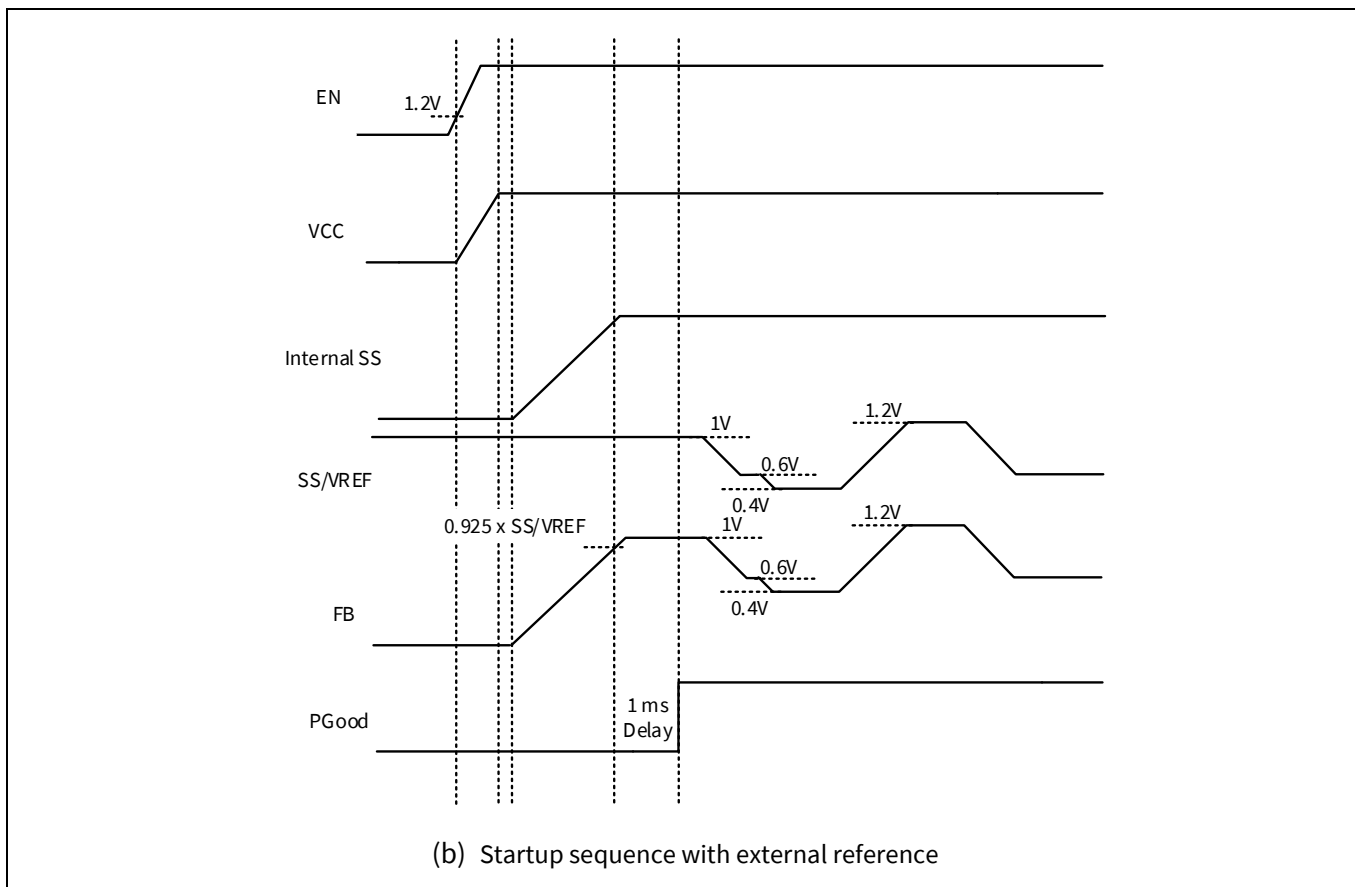 EN
1.2V
VCC
Internal SS
SS/VREF
1V
0.6V
0.4V
1.2V
0.925 x SS/VREF
FB
1V
0.6V
0.4V
1.2V
PGood
1 ms
Delay
(b) Startup sequence with external reference